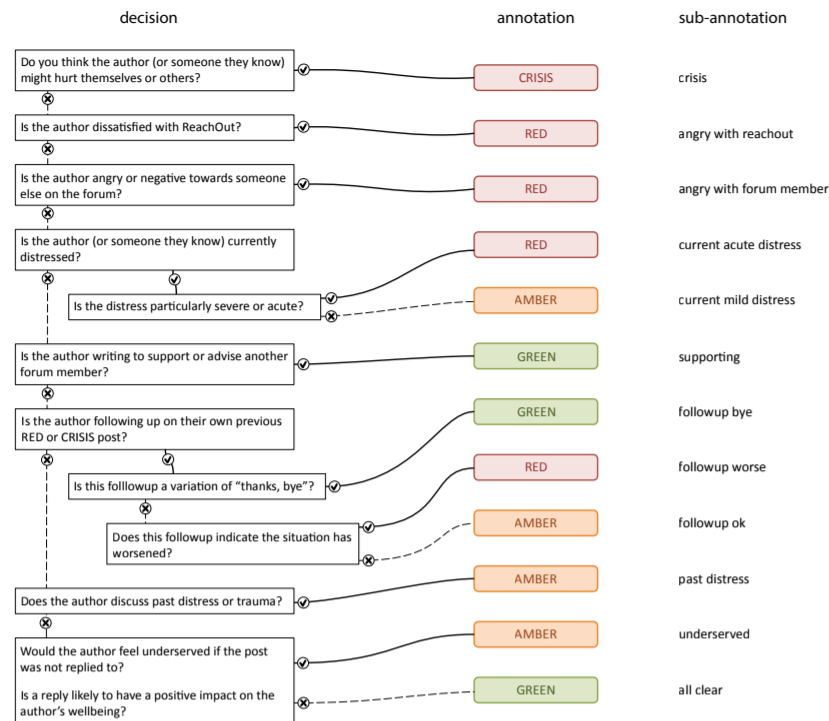 decision annotation sub-annotation
Do you think the author (or someone they know)
might hurt themselves or others?
CRISIS crisis
Is the author dissatisfied with ReachOut?
RED angry with reachout
Is the author angry or negative towards someone
else on the forum?
RED angry with forum member
Is the author (or someone they know) currently
distressed?
RED current acute distress
Is the distress particularly severe or acute?
AMBER current mild distress
Is the author writing to support or advise another
forum member?
GREEN supporting
Is the author following up on their own previous
RED or CRISIS post?
GREEN followup bye
Is this folllowup a variation of “thanks, bye”?
RED followup worse
Does this followup indicate the situation has
worsened?
AMBER followup ok
Does the author discuss past distress or trauma?
AMBER past distress
Would the author feel underserved if the post
was not replied to?
AMBER underserved
Is a reply likely to have a positive impact on the
author’s wellbeing?
GREEN all clear